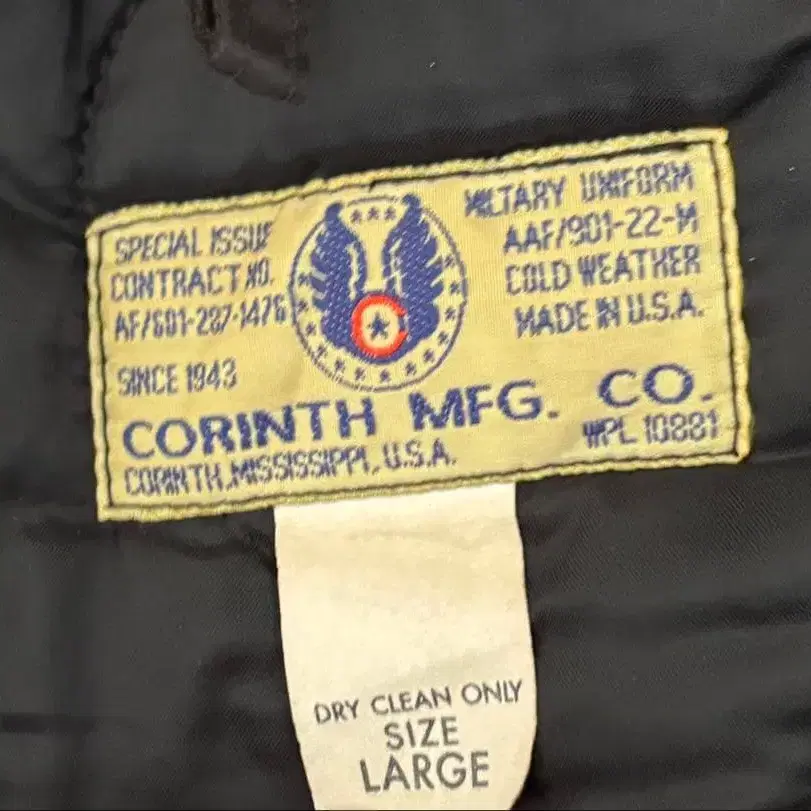 SPECIAL ISSUE
CONTRACT NO.
AF/601-287-1476
SINCE 1943
C
MILTARY UNIFORM
AAF/901-22-M
COLD WEATHER
MADE IN U.S.A.
CORINTH MFG. CO.
CORINTH, MISSISSIPPI, U.S.A.
WPL 10881
DRY CLEAN ONLY
SIZE
LARGE